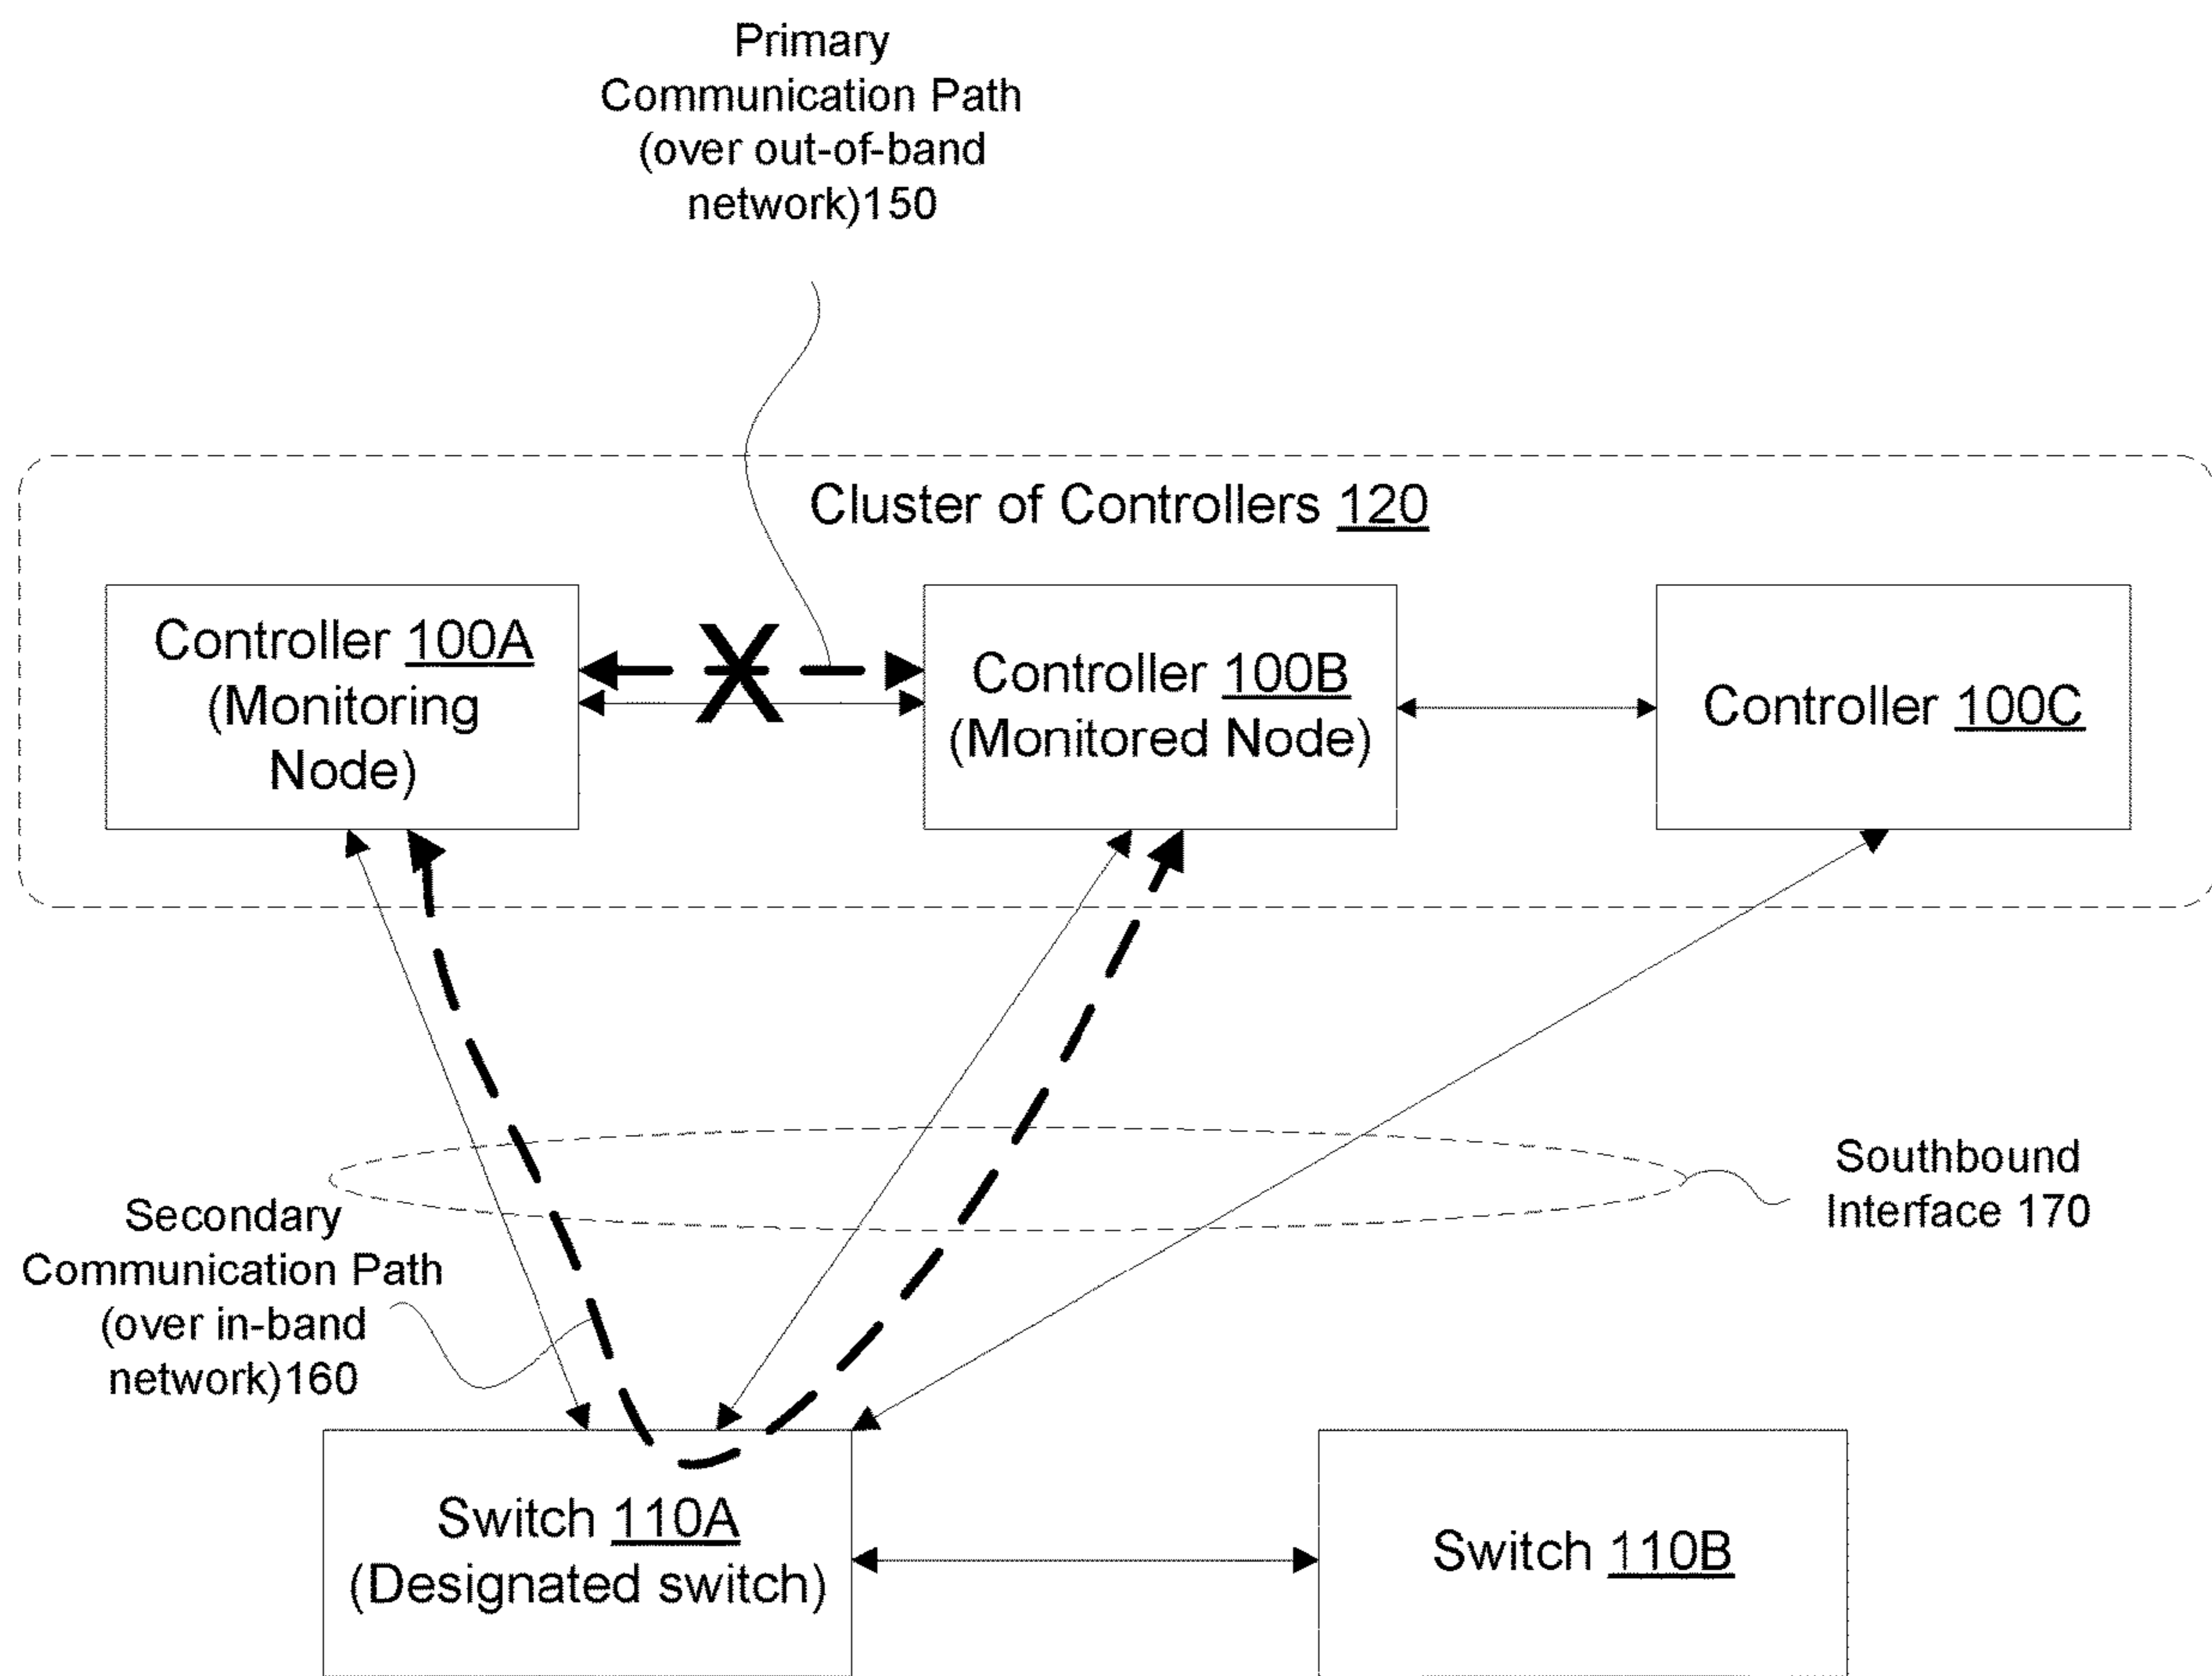 Primary
Communication Path
(over out-of-band
network)150
Cluster of Controllers 120
Controller 100A
(Monitoring
Node)
X
Controller 100B
(Monitored Node)
Controller 100C
Southbound
Interface 170
Secondary
Communication Path
(over in-band
network)160
Switch 110A
(Designated switch)
Switch 110B